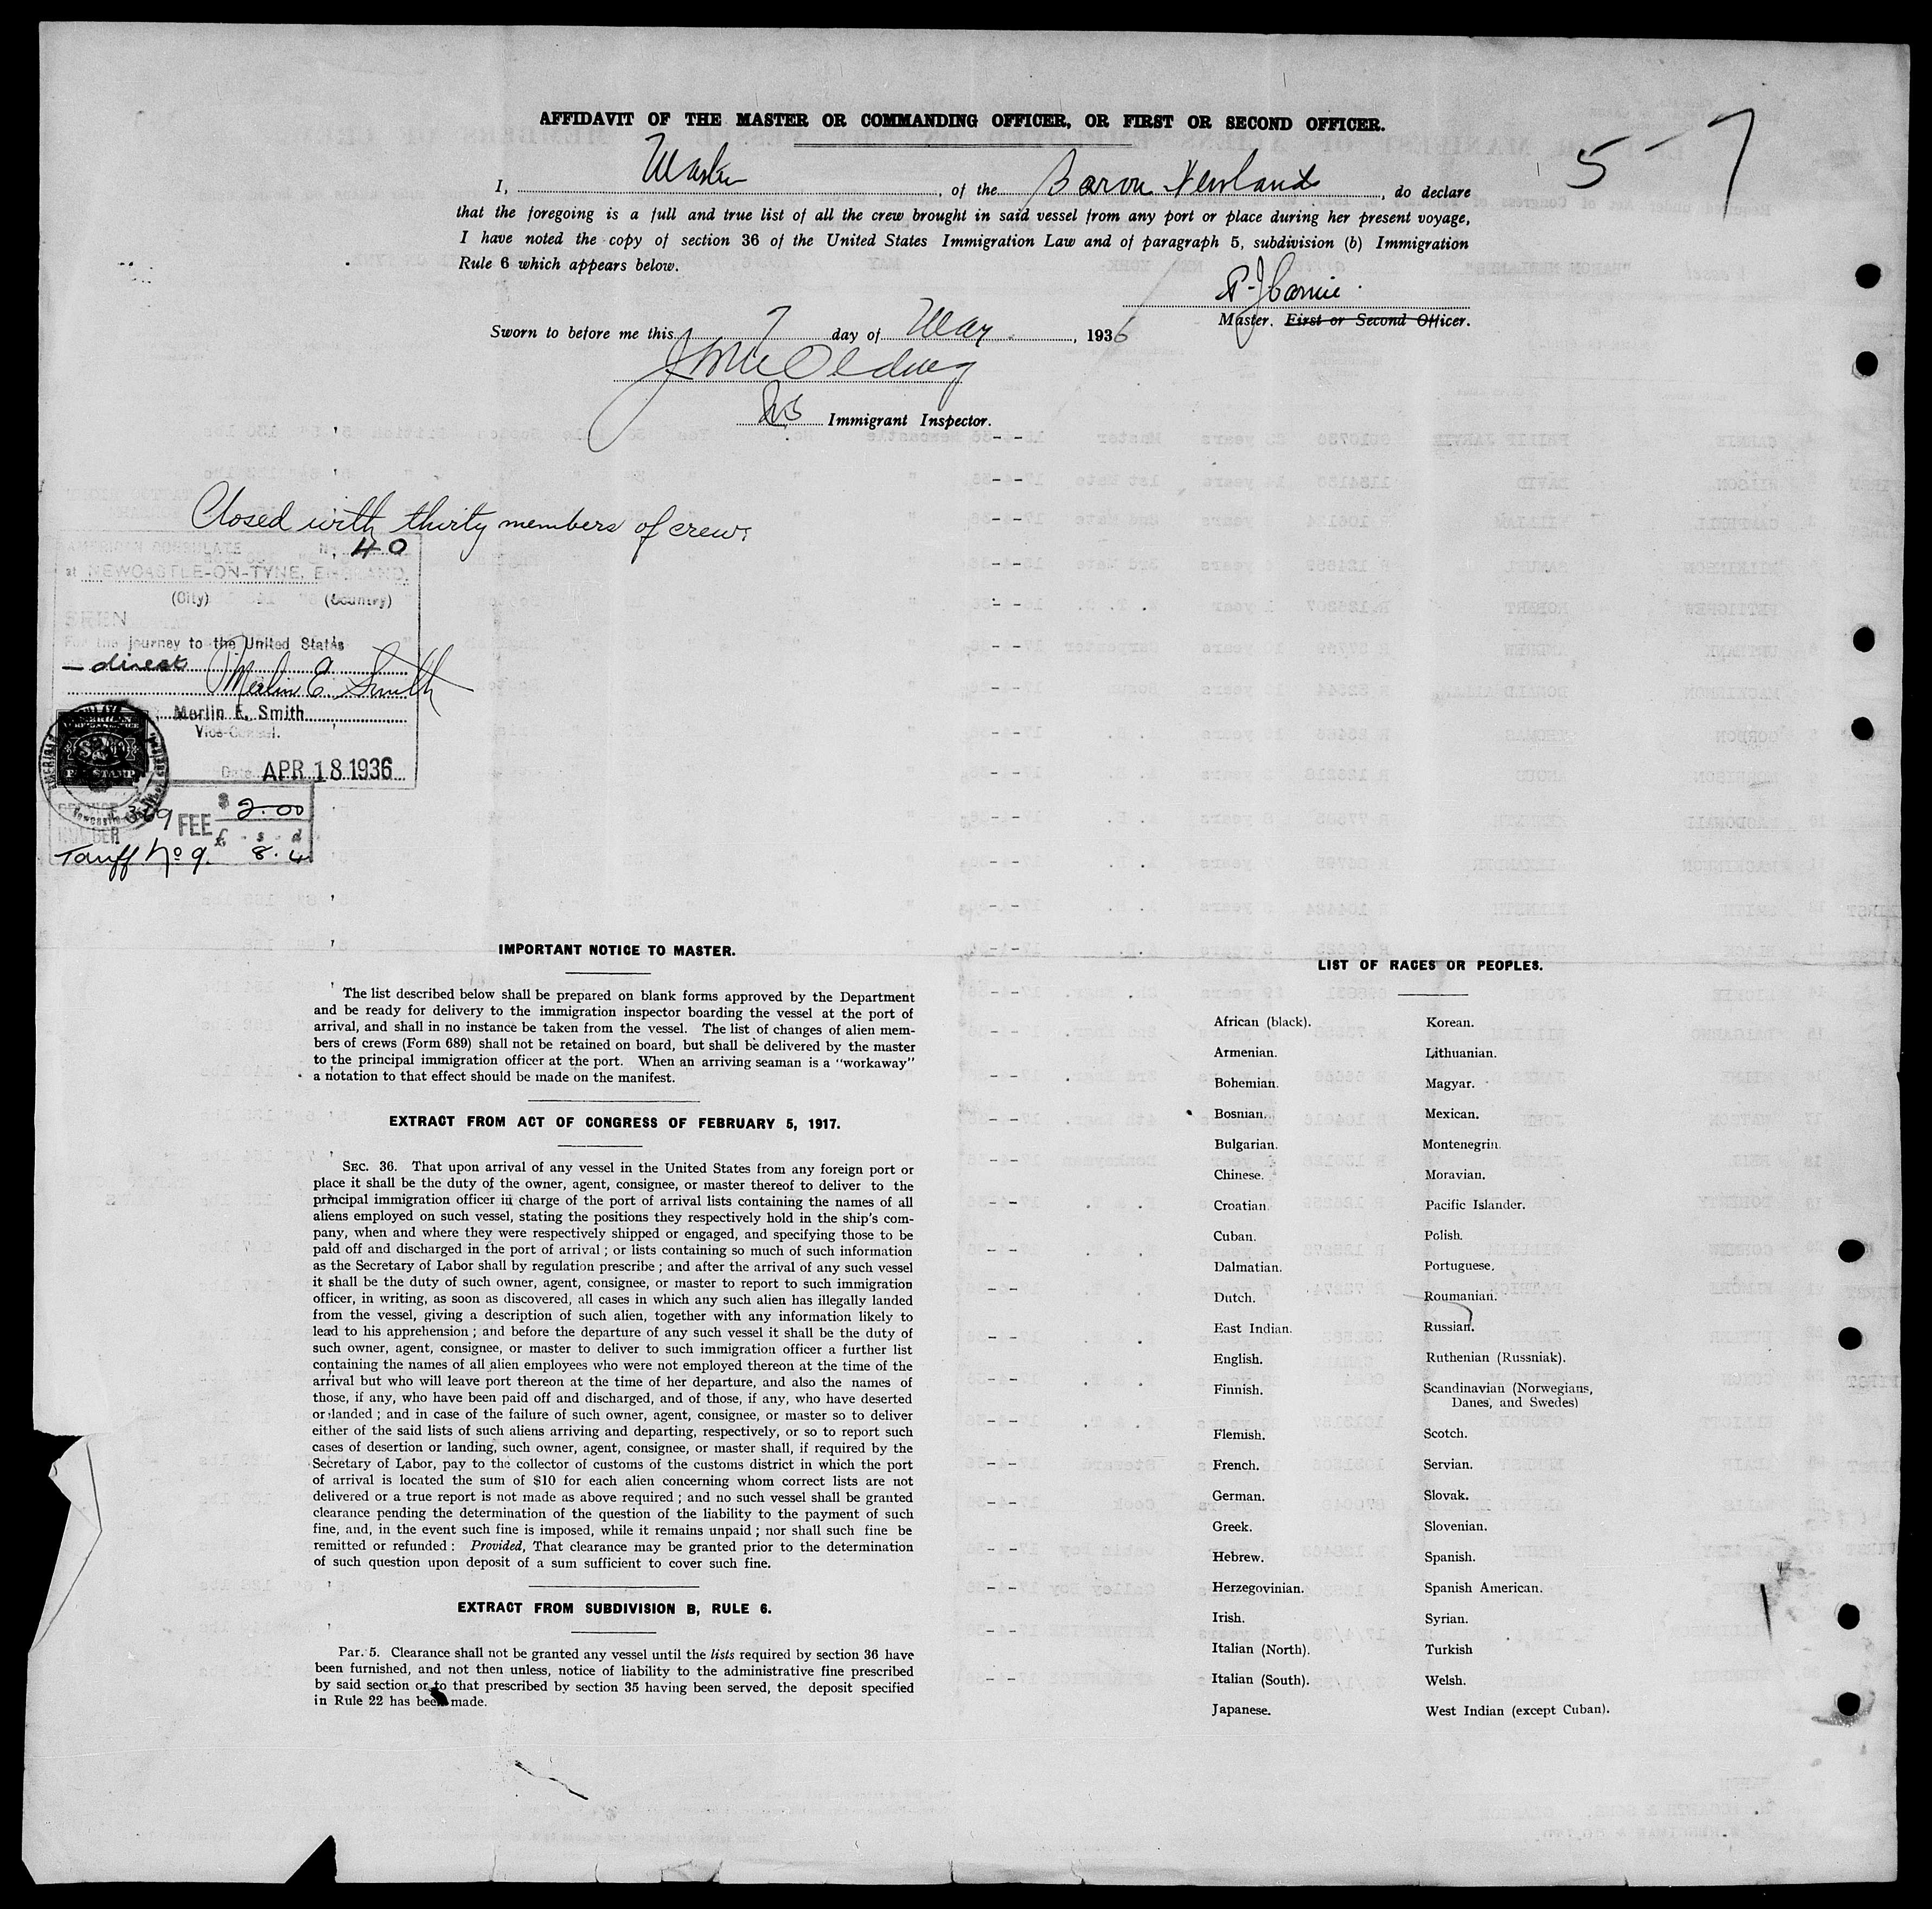 AFFIDAVIT OF THE MASTER OR COMMANDING OFFICER, OR FIRST OR SECOND OFFICER.
5 - 7
I, Master, of the Baron Newlands, do declare
that the foregoing is a full and true list of all the crew brought in said vessel from any port or place during her present voyage,
I have noted the copy of section 36 of the United States Immigration Law and of paragraph 5, subdivision (b) Immigration
Rule 6 which appears below.
P. J. Carnie
Master. First or Second Officer.
Sworn to before me this 7 day of May, 1936
Immigrant Inspector.
Closed with thirty members of crew.
AMERICAN CONSULATE No. 40
at NEWCASTLE-ON-TYNE, ENGLAND.
(City) (Country)
SEEN
For the journey to the United States
- direct Merlin E. Smith
Merlin E. Smith
Vice-Consul.
Date APR 18 1936
SERVICE NUMBER 369 FEE $ 2.00
£ . s . d
Tariff No 9. 8.4
IMPORTANT NOTICE TO MASTER.
The list described below shall be prepared on blank forms approved by the Department
and be ready for delivery to the immigration inspector boarding the vessel at the port of
arrival, and shall in no instance be taken from the vessel. The list of changes of alien mem-
bers of crews (Form 689) shall not be retained on board, but shall be delivered by the master
to the principal immigration officer at the port. When an arriving seaman is a "workaway"
a notation to that effect should be made on the manifest.
EXTRACT FROM ACT OF CONGRESS OF FEBRUARY 5, 1917.
SEC. 36. That upon arrival of any vessel in the United States from any foreign port or
place it shall be the duty of the owner, agent, consignee, or master thereof to deliver to the
principal immigration officer in charge of the port of arrival lists containing the names of all
aliens employed on such vessel, stating the positions they respectively hold in the ship's com-
pany, when and where they were respectively shipped or engaged, and specifying those to be
paid off and discharged in the port of arrival ; or lists containing so much of such information
as the Secretary of Labor shall by regulation prescribe ; and after the arrival of any such vessel
it shall be the duty of such owner, agent, consignee, or master to report to such immigration
officer, in writing, as soon as discovered, all cases in which any such alien has illegally landed
from the vessel, giving a description of such alien, together with any information likely to
lead to his apprehension ; and before the departure of any such vessel it shall be the duty of
such owner, agent, consignee, or master to deliver to such immigration officer a further list
containing the names of all alien employees who were not employed thereon at the time of the
arrival but who will leave port thereon at the time of her departure, and also the names of
those, if any, who have been paid off and discharged, and of those, if any, who have deserted
or landed ; and in case of the failure of such owner, agent, consignee, or master so to deliver
either of the said lists of such aliens arriving and departing, respectively, or so to report such
cases of desertion or landing, such owner, agent, consignee, or master shall, if required by the
Secretary of Labor, pay to the collector of customs of the customs district in which the port
of arrival is located the sum of $10 for each alien concerning whom correct lists are not
delivered or a true report is not made as above required ; and no such vessel shall be granted
clearance pending the determination of the question of the liability to the payment of such
fine, and, in the event such fine is imposed, while it remains unpaid ; nor shall such fine be
remitted or refunded : Provided, That clearance may be granted prior to the determination
of such question upon deposit of a sum sufficient to cover such fine.
EXTRACT FROM SUBDIVISION B, RULE 6.
Par. 5. Clearance shall not be granted any vessel until the lists required by section 36 have
been furnished, and not then unless, notice of liability to the administrative fine prescribed
by said section or to that prescribed by section 35 having been served, the deposit specified
in Rule 22 has been made.
LIST OF RACES OR PEOPLES.
African (black). Korean.
Armenian. Lithuanian.
Bohemian. Magyar.
Bosnian. Mexican.
Bulgarian. Montenegrin.
Chinese. Moravian.
Croatian. Pacific Islander.
Cuban. Polish.
Dalmatian. Portuguese.
Dutch. Roumanian.
East Indian. Russian.
English. Ruthenian (Russniak).
Finnish. Scandinavian (Norwegians,
Danes, and Swedes)
Flemish. Scotch.
French. Servian.
German. Slovak.
Greek. Slovenian.
Hebrew. Spanish.
Herzegovinian. Spanish American.
Irish. Syrian.
Italian (North). Turkish
Italian (South). Welsh.
Japanese. West Indian (except Cuban).